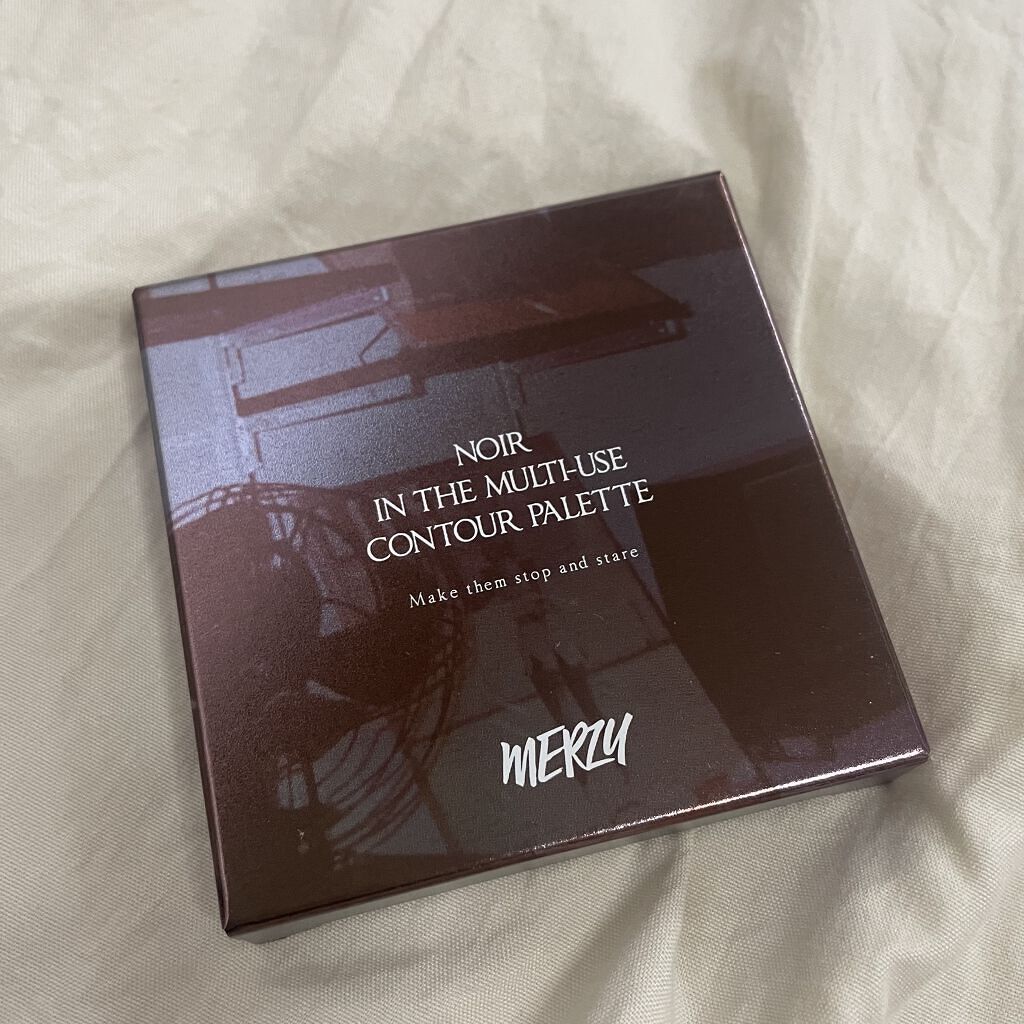 NOIR
IN THE MULTI-USE
CONTOUR PALETTE
Make them stop and stare
MERZY